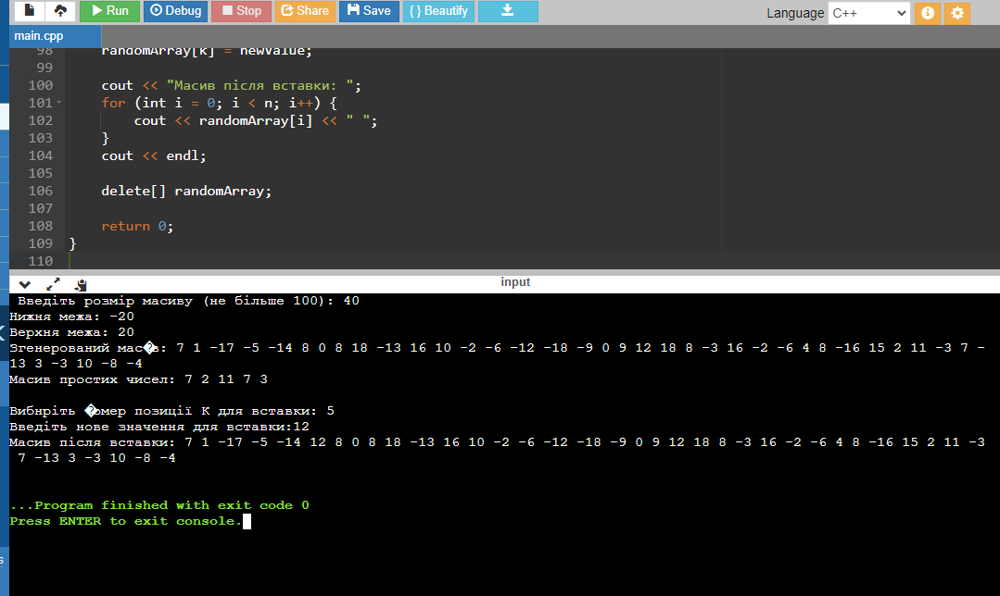 Run Debug Stop Share Save { } Beautify Language C++
main.cpp
98 randomArray[k] = newValue;
99
100 cout << "Масив після вставки: ";
101 for (int i = 0; i < n; i++) {
102 cout << randomArray[i] << " ";
103 }
104 cout << endl;
105
106 delete[] randomArray;
107
108 return 0;
109 }
110
input
Введіть розмір масиву (не більше 100): 40
Нижня межа: -20
Верхня межа: 20
Згенерований мас�в: 7 1 -17 -5 -14 8 0 8 18 -13 16 10 -2 -6 -12 -18 -9 0 9 12 18 8 -3 16 -2 -6 4 8 -16 15 2 11 -3 7 -
13 3 -3 10 -8 -4
Масив простих чисел: 7 2 11 7 3
Вибнріть �омер позиції К для вставки: 5
Введіть нове значення для вставки:12
Масив після вставки: 7 1 -17 -5 -14 12 8 0 8 18 -13 16 10 -2 -6 -12 -18 -9 0 9 12 18 8 -3 16 -2 -6 4 8 -16 15 2 11 -3
7 -13 3 -3 10 -8 -4
...Program finished with exit code 0
Press ENTER to exit console.